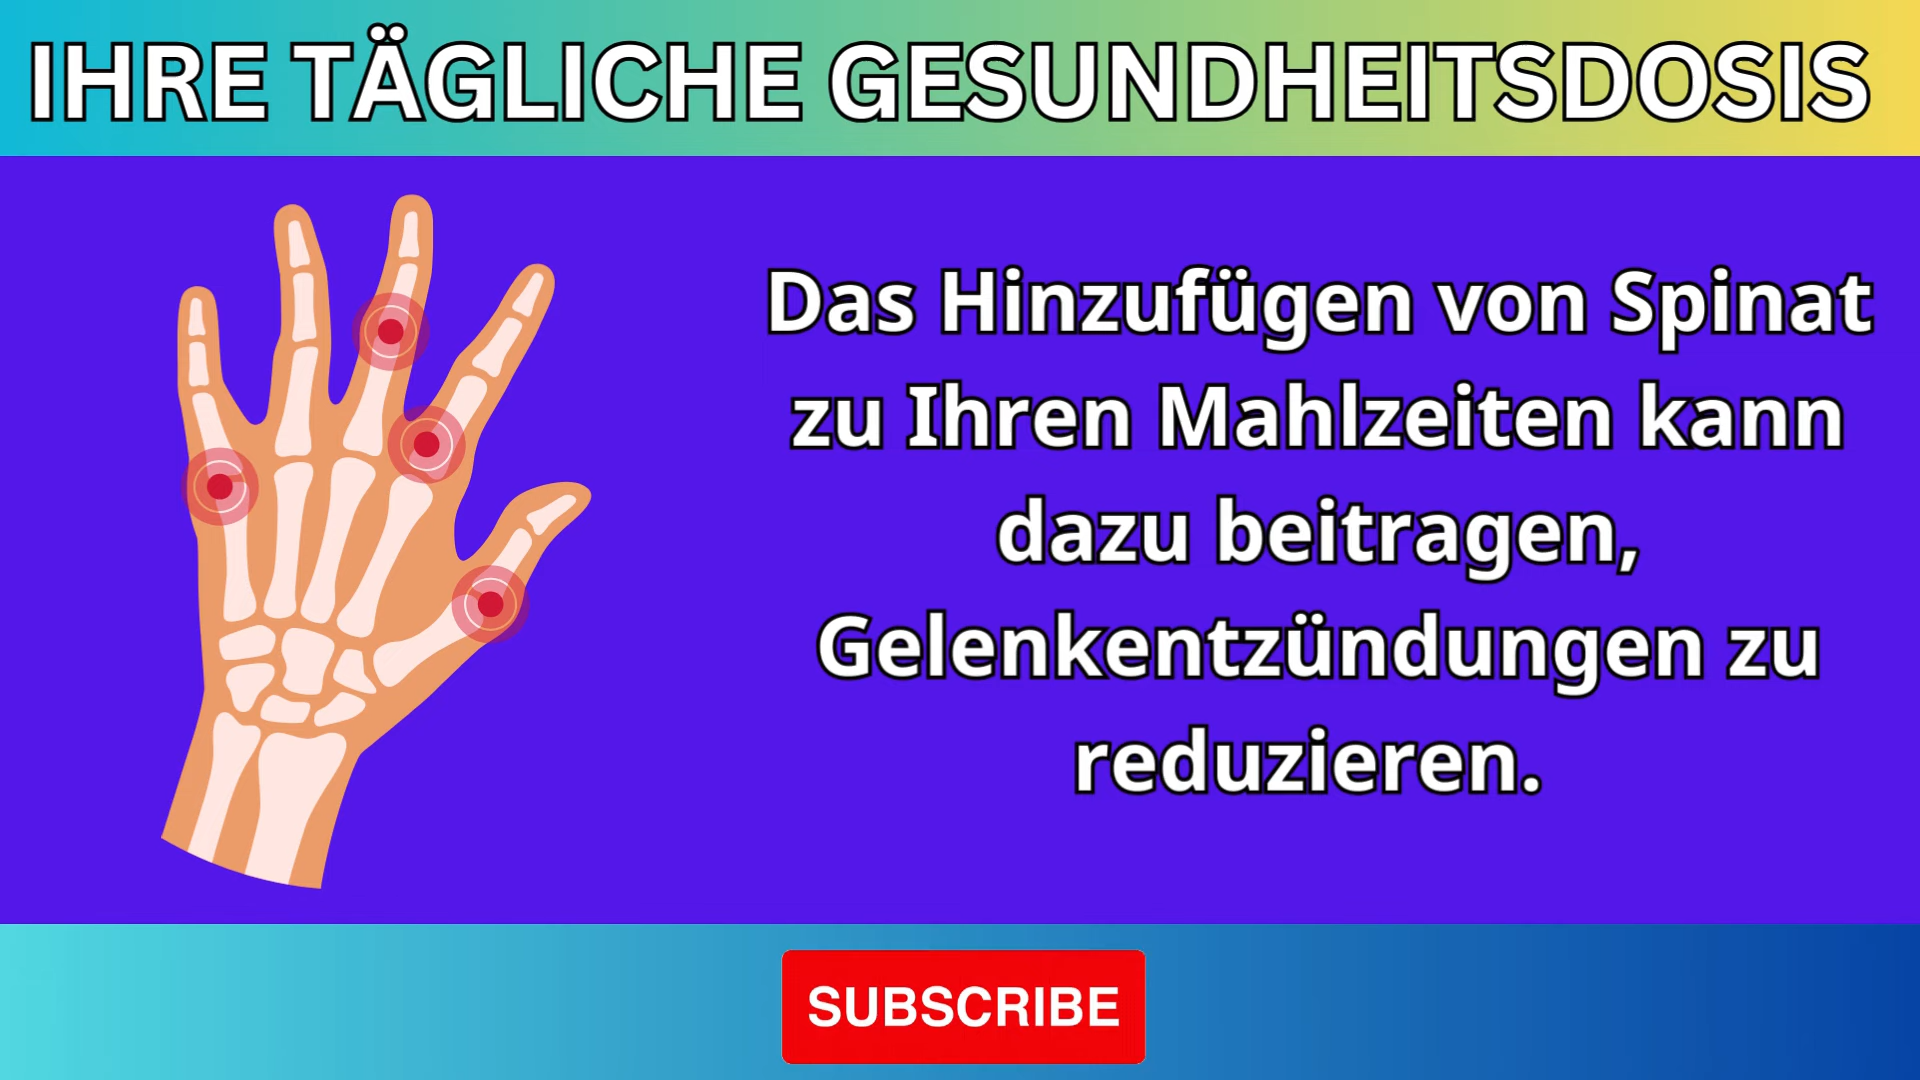 IHRE TÄGLICHE GESUNDHEITSDOSIS
Das Hinzufügen von Spinat
zu Ihren Mahlzeiten kann
dazu beitragen,
Gelenkentzündungen zu
reduzieren.
SUBSCRIBE